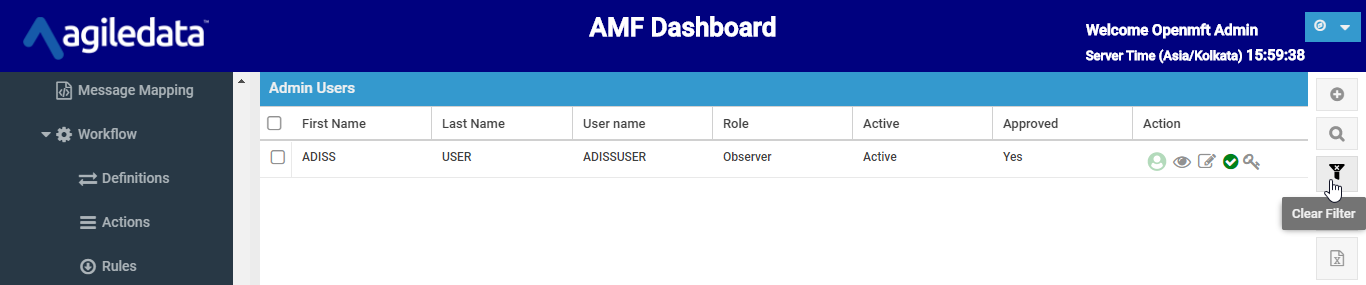 agiledata™
AMF Dashboard
Welcome Openmft Admin
Server Time (Asia/Kolkata) 15:59:38
Message Mapping
Workflow
Definitions
Actions
Rules
Admin Users
First Name Last Name User name Role Active Approved Action
ADISS USER ADISSUSER Observer Active Yes
Clear Filter